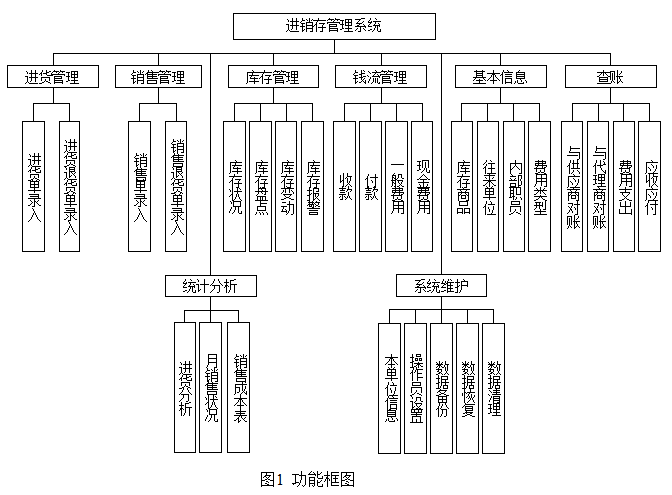 进销存管理系统
进货管理
销售管理
库存管理
钱流管理
基本信息
查账
进货单录入
进货退货单录入
销售单录入
销售退货单录入
库存状况
库存盘点
库存变动
库存报警
收款
付款
一般费用
现金费用
库存商品
往来单位
内部职员
费用类型
与供应商对账
与代理商对账
费用支出
应收应付
统计分析
系统维护
进货分析
月销售状况
销售成本表
本单位信息
操作员设置
数据备份
数据恢复
数据清理
图1 功能框图